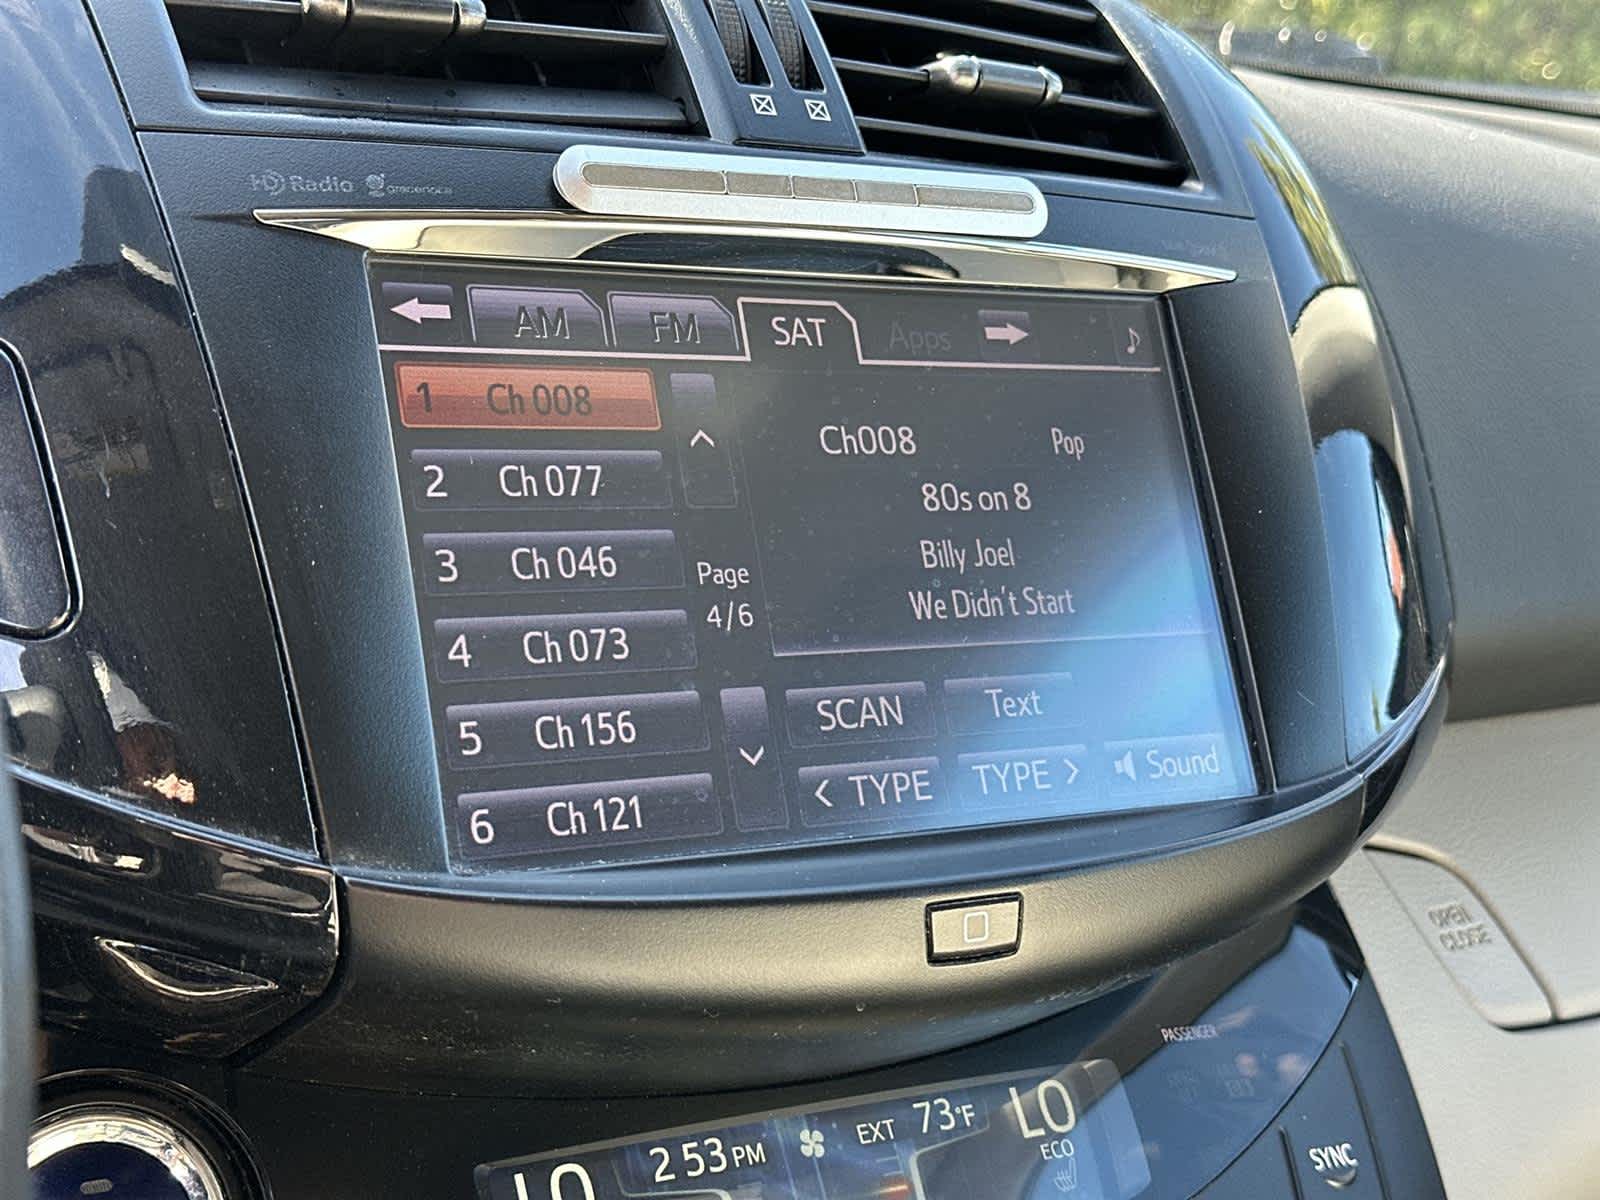 HD Radio gracenote
AM FM SAT Apps
1 Ch 008
2 Ch 077
3 Ch 046
4 Ch 073
5 Ch 156
6 Ch 121
Page
4/6
Ch008 Pop
80s on 8
Billy Joel
We Didn't Start
SCAN Text
< TYPE TYPE > Sound
OPEN
CLOSE
PASSENGER
LO 2 53 PM EXT 73°F LO
ECO
SYNC